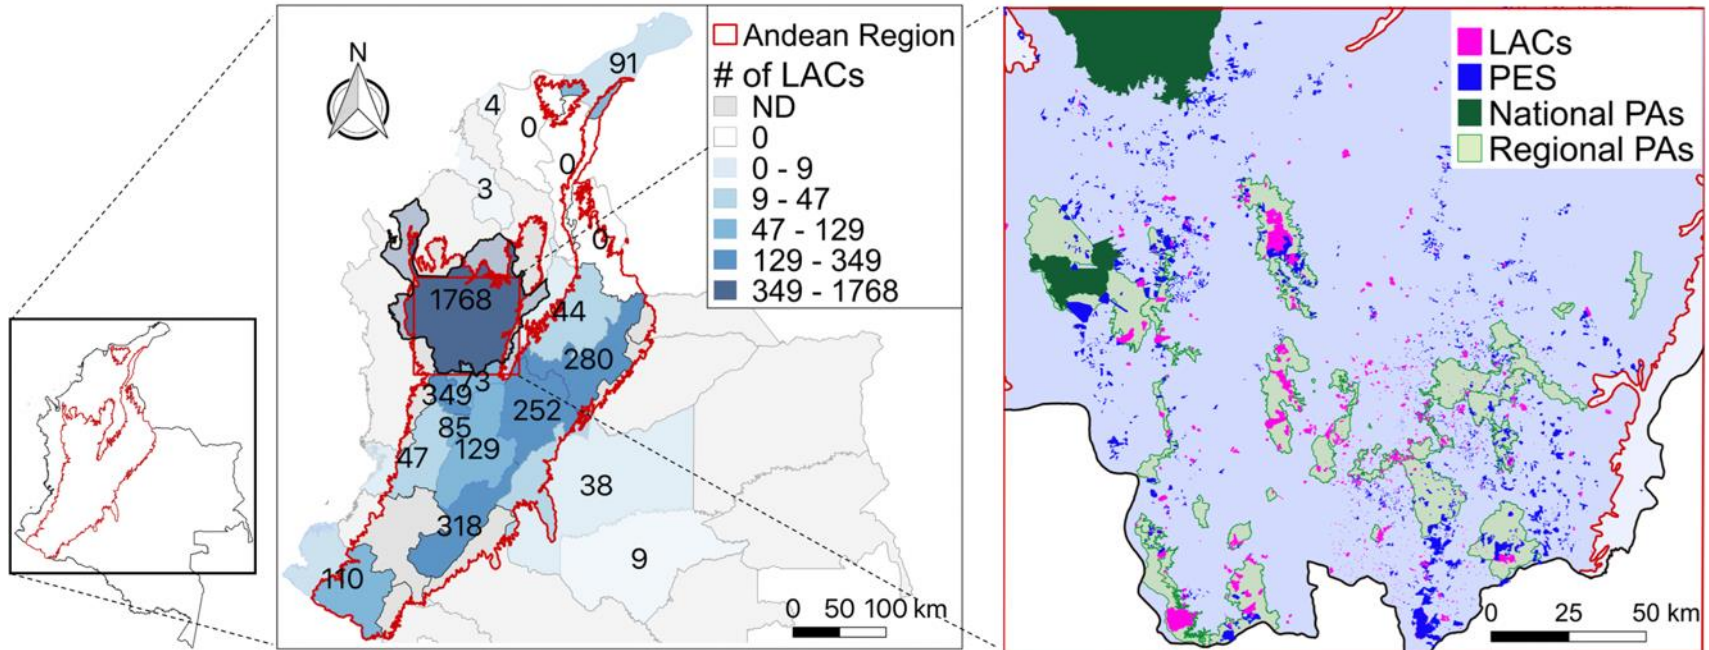 N
Andean Region
# of LACs
ND
0
0 - 9
9 - 47
47 - 129
129 - 349
349 - 1768
91
4
0
0
3
0
1768
44
280
73
349
252
85
129
47
38
318
9
110
0 50 100 km
LACs
PES
National PAs
Regional PAs
0 25 50 km